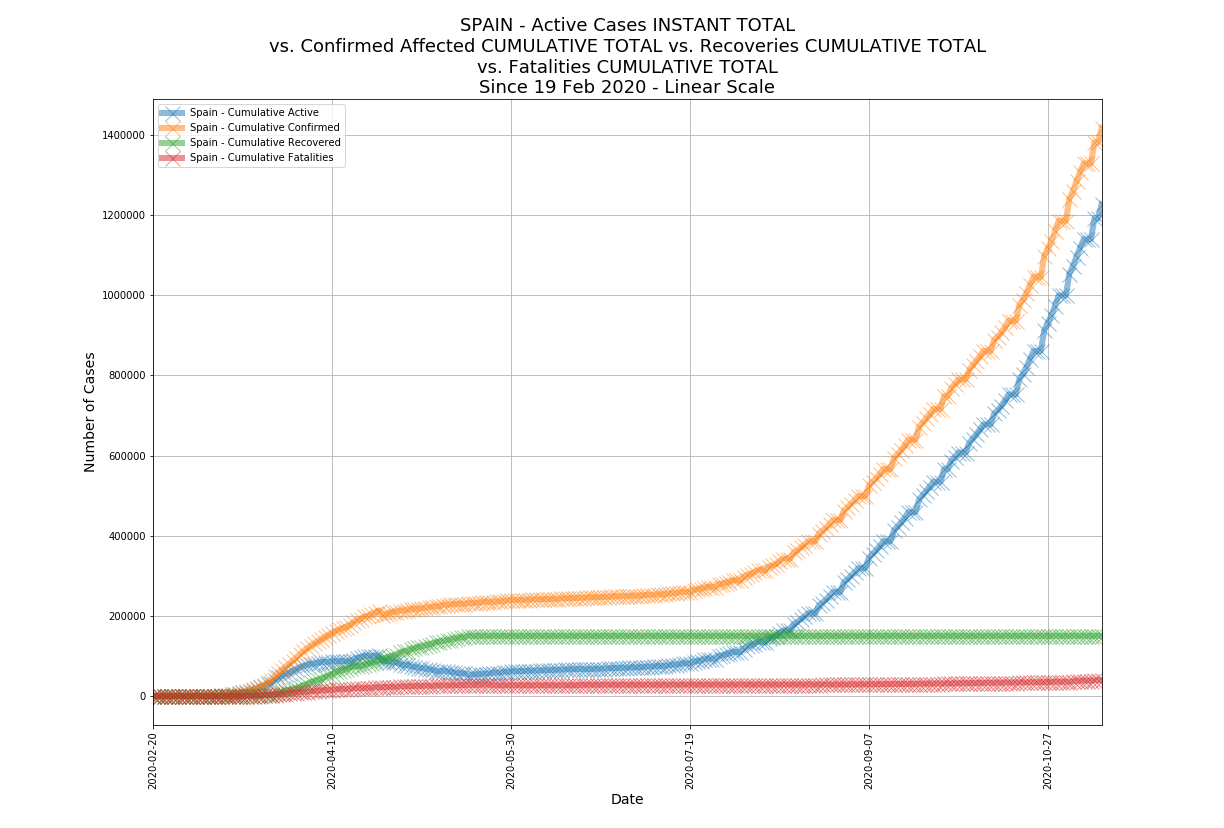 SPAIN - Active Cases INSTANT TOTAL
vs. Confirmed Affected CUMULATIVE TOTAL vs. Recoveries CUMULATIVE TOTAL
vs. Fatalities CUMULATIVE TOTAL
Since 19 Feb 2020 - Linear Scale
Spain - Cumulative Active
Spain - Cumulative Confirmed
Spain - Cumulative Recovered
Spain - Cumulative Fatalities
Number of Cases
1400000
1200000
1000000
800000
600000
400000
200000
0
2020-02-20
2020-04-10
2020-05-30
2020-07-19
2020-09-07
2020-10-27
Date